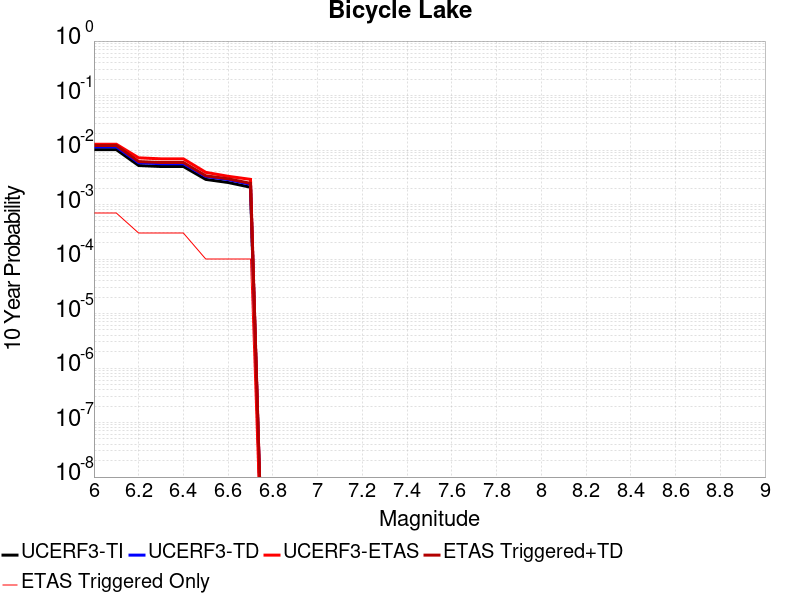 Bicycle Lake
10^0
10^-1
10^-2
10^-3
10^-4
10^-5
10^-6
10^-7
10^-8
10 Year Probability
6 6.2 6.4 6.6 6.8 7 7.2 7.4 7.6 7.8 8 8.2 8.4 8.6 8.8 9
Magnitude
UCERF3-TI UCERF3-TD UCERF3-ETAS ETAS Triggered+TD
ETAS Triggered Only